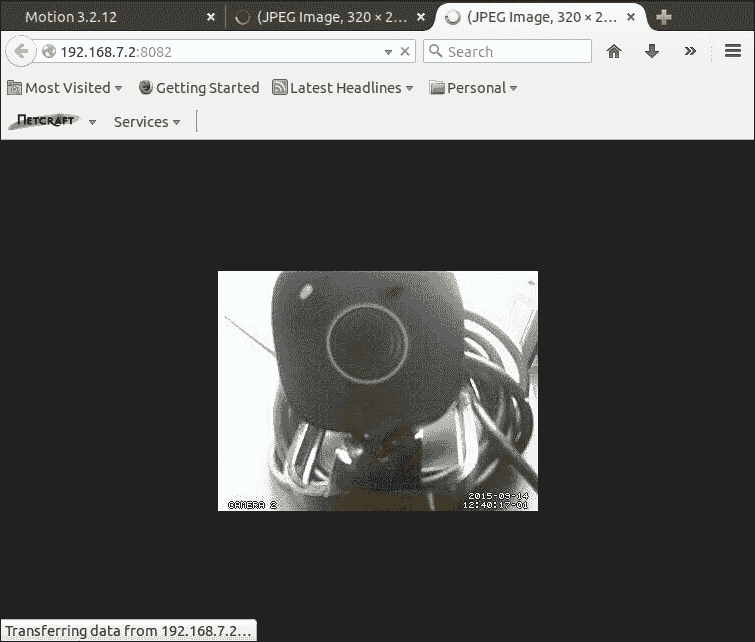 Motion 3.2.12
(JPEG Image, 320 × 2...
(JPEG Image, 320 × 2...
192.168.7.2:8082
Search
Most Visited
Getting Started
Latest Headlines
Personal
NETCRAFT
Services
CAMERA 2
2015-09-14
12:40:17-01
Transferring data from 192.168.7.2...